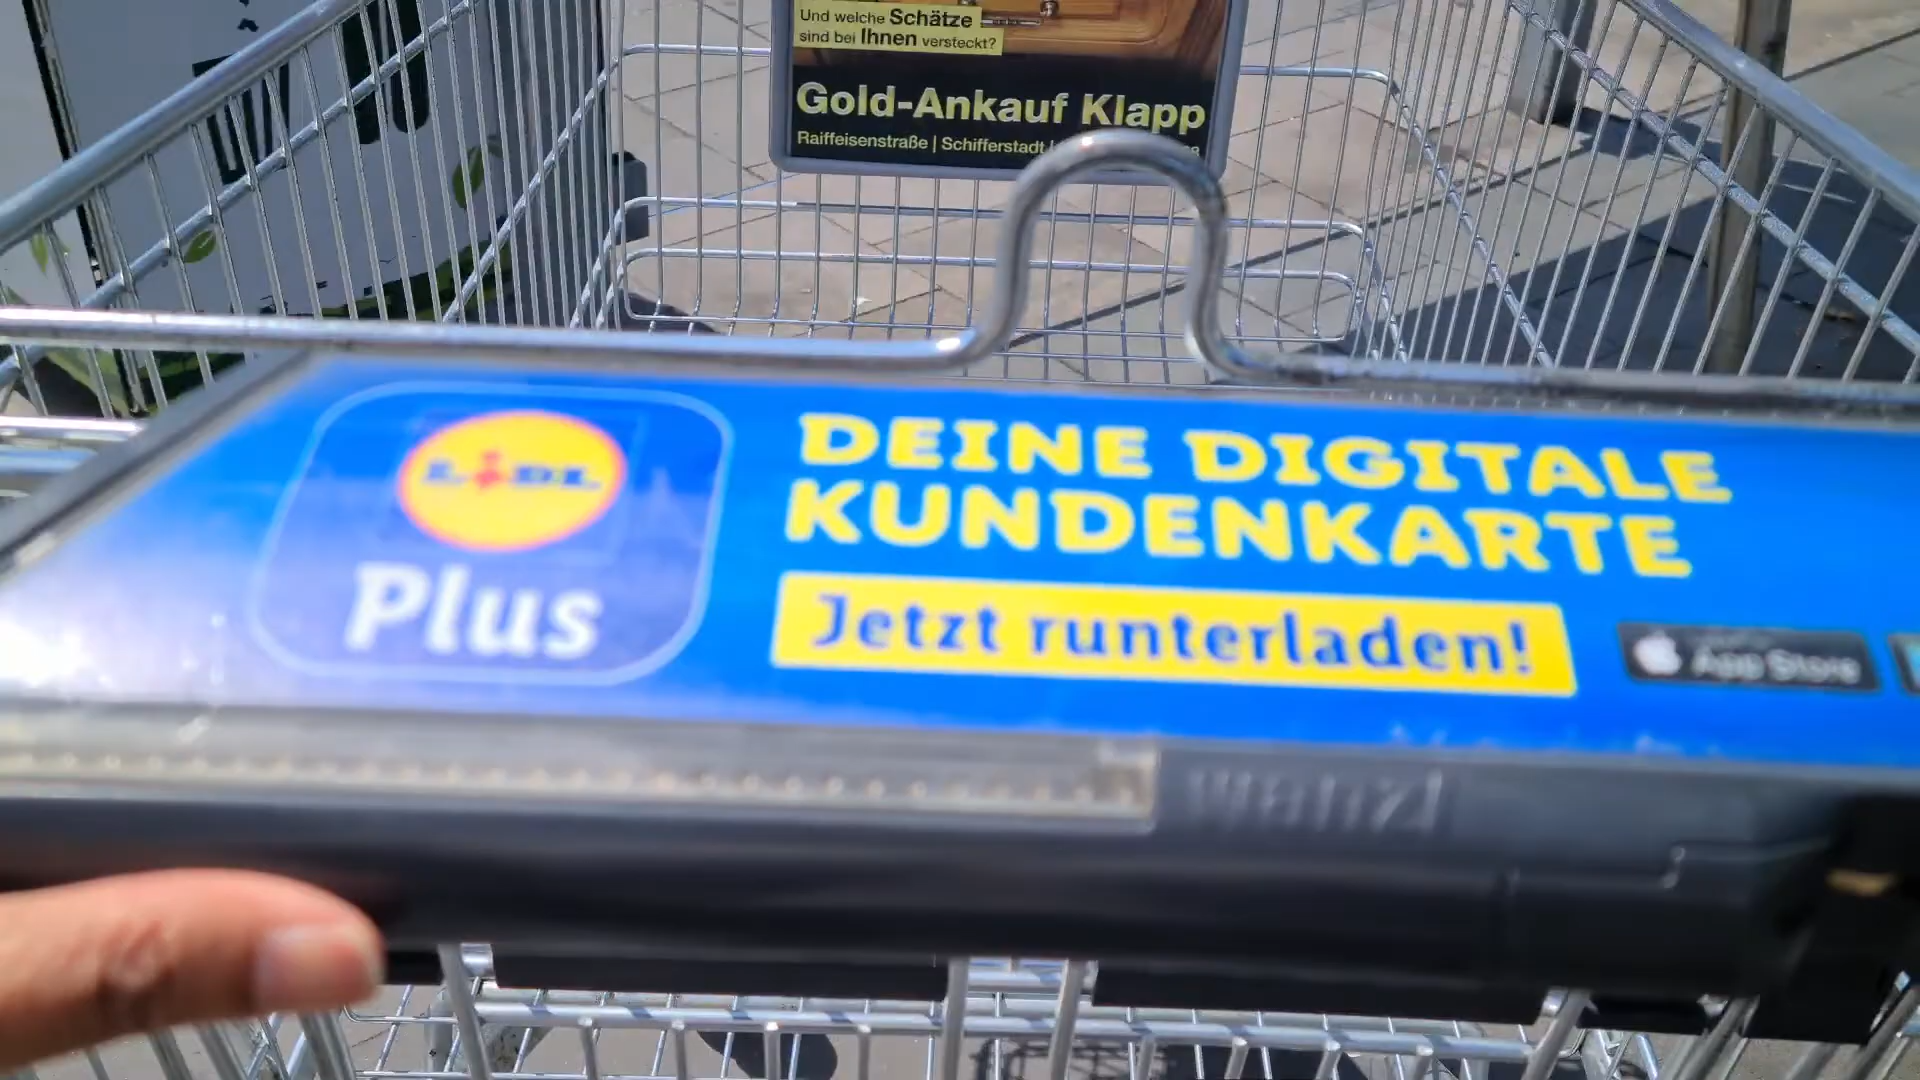 Und welche Schätze
sind bei Ihnen versteckt?
Gold-Ankauf Klapp
Raiffeisenstraße | Schifferstadt
LiDL
Plus
DEINE DIGITALE
KUNDENKARTE
Jetzt runterladen!
App Store
wanzl